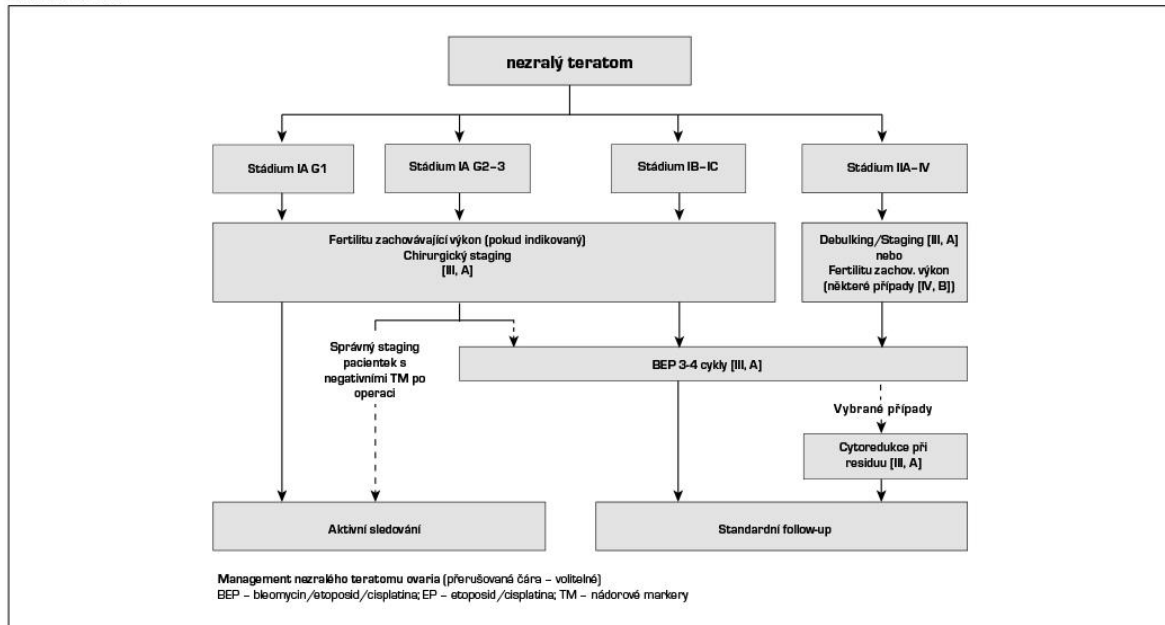 nezralý teratom
Stádium IA G1
Stádium IA G2–3
Stádium IB–IC
Stádium IIA–IV
Fertilitu zachovávající výkon (pokud indikovaný)
Chirurgický staging
[III, A]
Debulking/Staging [III, A]
nebo
Fertilitu zachov. výkon
(některé případy [IV, B])
Správný staging
pacientek s
negativními TM po
operaci
BEP 3-4 cykly [III, A]
Vybrané případy
Cytoredukce při
residuu [III, A]
Aktivní sledování
Standardní follow-up
Management nezralého teratomu ovaria (přerušovaná čára – volitelné)
BEP – bleomycin/etoposid/cisplatina; EP – etoposid/cisplatina; TM – nádorové markery